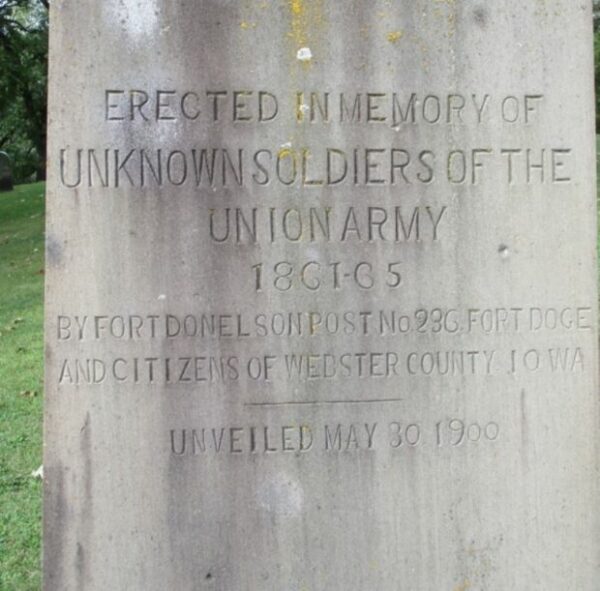 ERECTED IN MEMORY OF
UNKNOWN SOLDIERS OF THE
UNION ARMY
1861-65
BY FORT DONELSON POST No. 236, FORT DOGE
AND CITIZENS OF WEBSTER COUNTY IOWA
UNVEILED MAY 30 1900